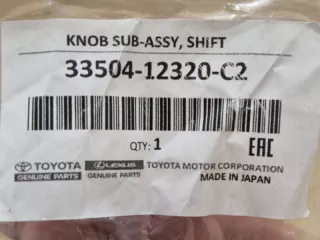 KNOB SUB-ASSY, SHIFT
33504-12320-C2
QTY: 1
EAC
TOYOTA LEXUS TOYOTA MOTOR CORPORATION
GENUINE PARTS GENUINE PARTS MADE IN JAPAN